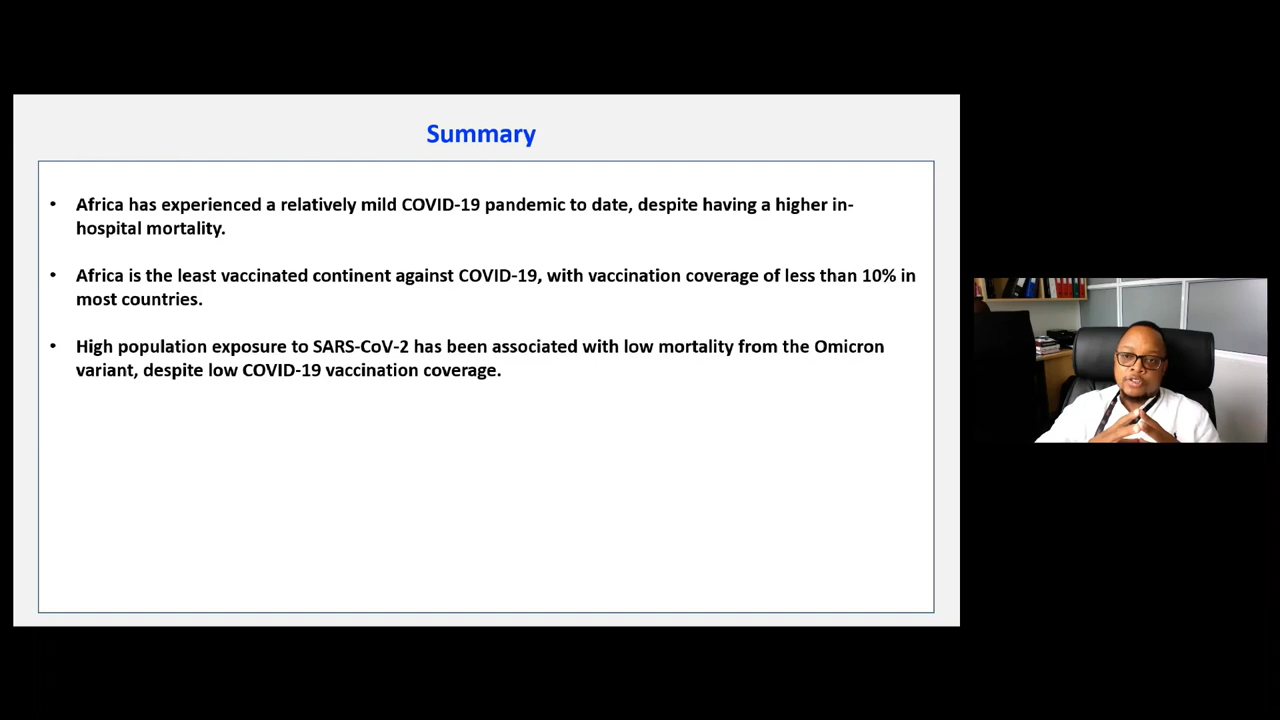 Summary
• Africa has experienced a relatively mild COVID-19 pandemic to date, despite having a higher in-
hospital mortality.
• Africa is the least vaccinated continent against COVID-19, with vaccination coverage of less than 10% in
most countries.
• High population exposure to SARS-CoV-2 has been associated with low mortality from the Omicron
variant, despite low COVID-19 vaccination coverage.